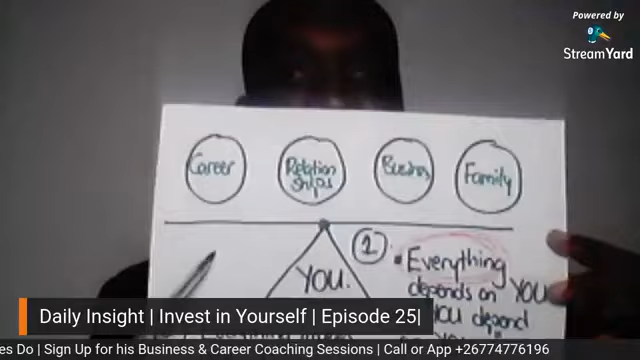 Powered by
StreamYard
Career
Relation
ships
Family
1
Everything
depends on YOU
YOU depend
YOU.
Daily Insight | Invest in Yourself | Episode 25|
es Do | Sign Up for his Business & Career Coaching Sessions | Call or App +26774776196